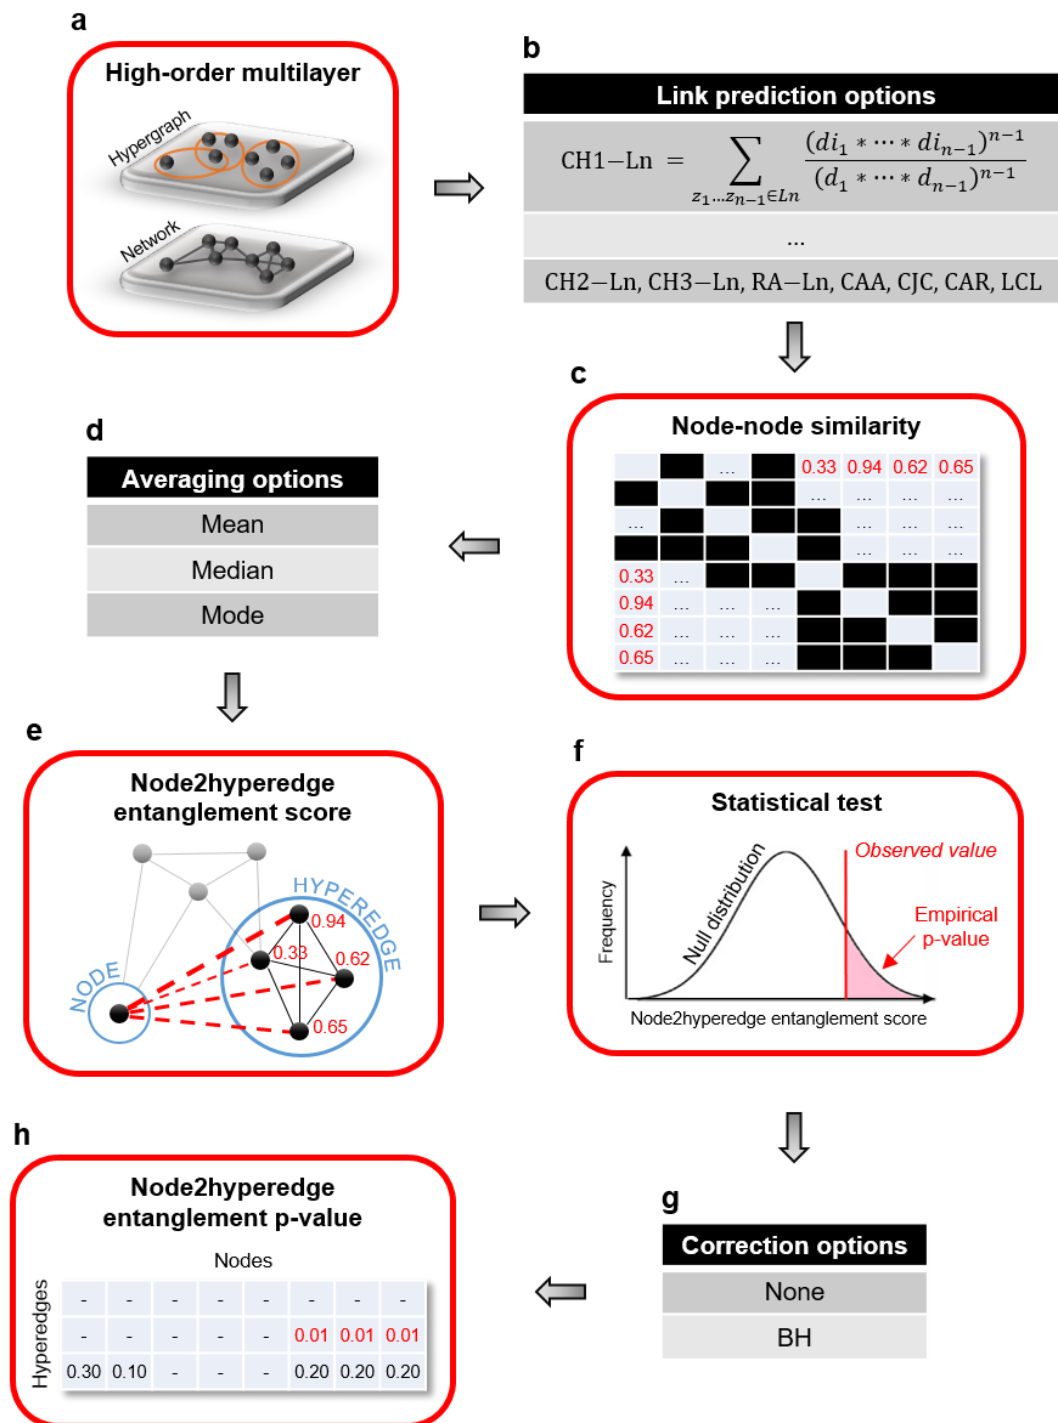 a
High-order multilayer
Hypergraph
Network
b
Link prediction options
CH1−Ln = ∑ z₁…zₙ₋₁∈Ln (di₁ * ⋯ * diₙ₋₁)ⁿ⁻¹ / (d₁ * ⋯ * dₙ₋₁)ⁿ⁻¹
...
CH2−Ln, CH3−Ln, RA−Ln, CAA, CJC, CAR, LCL
c
Node-node similarity
... 0.33 0.94 0.62 0.65
... ... ... ...
... ... ... ...
... ... ...
0.33 ...
0.94 ... ... ...
0.62 ... ... ...
0.65 ... ... ...
d
Averaging options
Mean
Median
Mode
e
Node2hyperedge
entanglement score
NODE
HYPEREDGE
0.94
0.33
0.62
0.65
f
Statistical test
Frequency
Null distribution
Observed value
Empirical
p-value
Node2hyperedge entanglement score
g
Correction options
None
BH
h
Node2hyperedge
entanglement p-value
Nodes
Hyperedges
- - - - - - - -
- - - - - 0.01 0.01 0.01
0.30 0.10 - - - 0.20 0.20 0.20